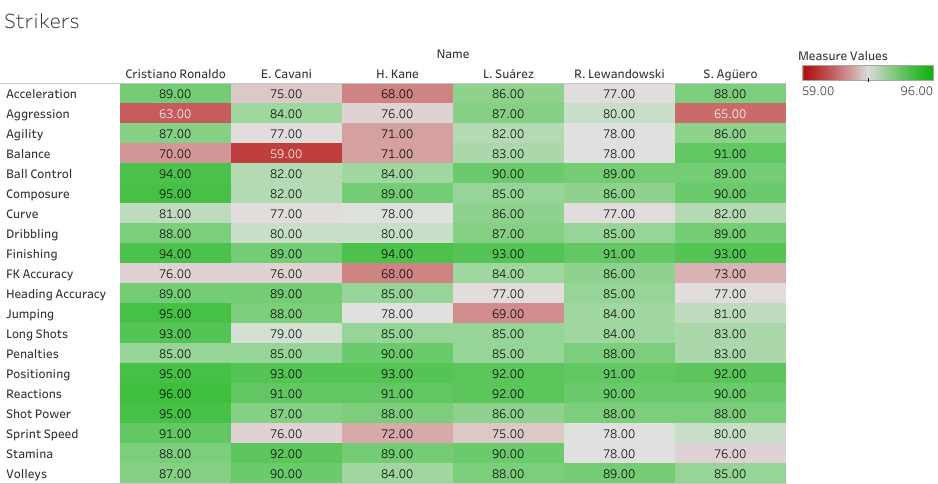 Strikers
Name
Measure Values
Cristiano Ronaldo E. Cavani H. Kane L. Suárez R. Lewandowski S. Agüero
59.00 96.00
Acceleration 89.00 75.00 68.00 86.00 77.00 88.00
Aggression 63.00 84.00 76.00 87.00 80.00 65.00
Agility 87.00 77.00 71.00 82.00 78.00 86.00
Balance 70.00 59.00 71.00 83.00 78.00 91.00
Ball Control 94.00 82.00 84.00 90.00 89.00 89.00
Composure 95.00 82.00 89.00 85.00 86.00 90.00
Curve 81.00 77.00 78.00 86.00 77.00 82.00
Dribbling 88.00 80.00 80.00 87.00 85.00 89.00
Finishing 94.00 89.00 94.00 93.00 91.00 93.00
FK Accuracy 76.00 76.00 68.00 84.00 86.00 73.00
Heading Accuracy 89.00 89.00 85.00 77.00 85.00 77.00
Jumping 95.00 88.00 78.00 69.00 84.00 81.00
Long Shots 93.00 79.00 85.00 85.00 84.00 83.00
Penalties 85.00 85.00 90.00 85.00 88.00 83.00
Positioning 95.00 93.00 93.00 92.00 91.00 92.00
Reactions 96.00 91.00 91.00 92.00 90.00 90.00
Shot Power 95.00 87.00 88.00 86.00 88.00 88.00
Sprint Speed 91.00 76.00 72.00 75.00 78.00 80.00
Stamina 88.00 92.00 89.00 90.00 78.00 76.00
Volleys 87.00 90.00 84.00 88.00 89.00 85.00